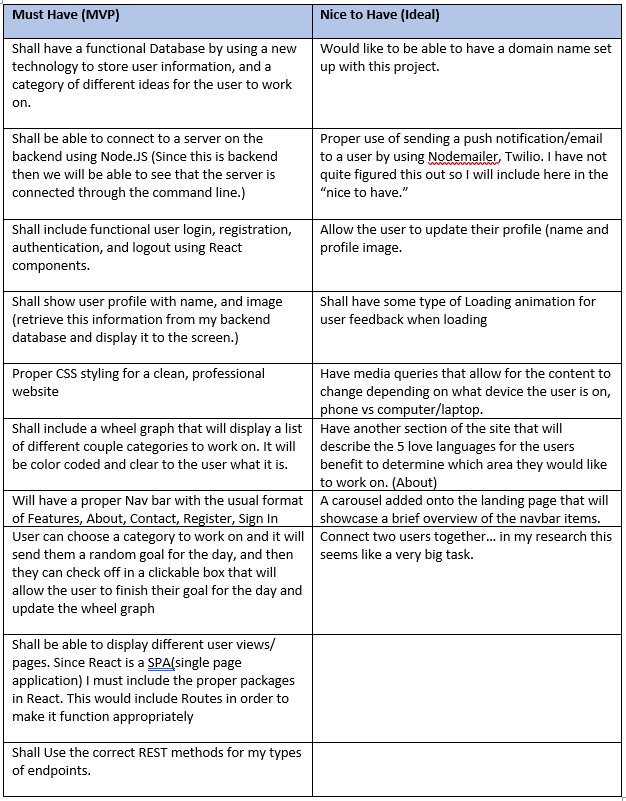 Must Have (MVP)
Nice to Have (Ideal)
Shall have a functional Database by using a new
technology to store user information, and a
category of different ideas for the user to work
on.
Would like to be able to have a domain name set
up with this project.
Shall be able to connect to a server on the
backend using Node.JS (Since this is backend
then we will be able to see that the server is
connected through the command line.)
Proper use of sending a push notification/email
to a user by using Nodemailer, Twilio. I have not
quite figured this out so I will include here in the
“nice to have.”
Shall include functional user login, registration,
authentication, and logout using React
components.
Allow the user to update their profile (name and
profile image.
Shall show user profile with name, and image
(retrieve this information from my backend
database and display it to the screen.)
Shall have some type of Loading animation for
user feedback when loading
Proper CSS styling for a clean, professional
website
Have media queries that allow for the content to
change depending on what device the user is on,
phone vs computer/laptop.
Shall include a wheel graph that will display a list
of different couple categories to work on. It will
be color coded and clear to the user what it is.
Have another section of the site that will
describe the 5 love languages for the users
benefit to determine which area they would like
to work on. (About)
Will have a proper Nav bar with the usual format
of Features, About, Contact, Register, Sign In
A carousel added onto the landing page that will
showcase a brief overview of the navbar items.
User can choose a category to work on and it will
send them a random goal for the day, and then
they can check off in a clickable box that will
allow the user to finish their goal for the day and
update the wheel graph
Connect two users together… in my research this
seems like a very big task.
Shall be able to display different user views/
pages. Since React is a SPA(single page
application) I must include the proper packages
in React. This would include Routes in order to
make it function appropriately
Shall Use the correct REST methods for my types
of endpoints.